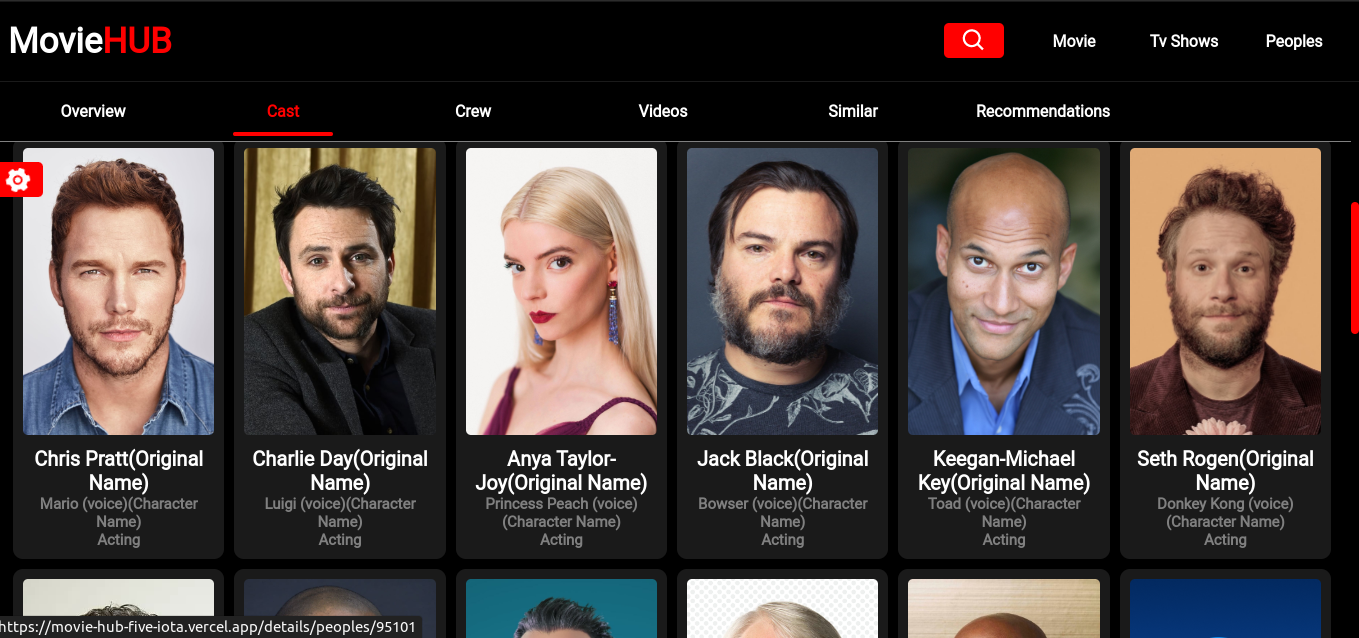 MovieHUB
Movie
Tv Shows
Peoples
Overview
Cast
Crew
Videos
Similar
Recommendations
Chris Pratt(Original
Name)
Mario (voice)(Character
Name)
Acting
Charlie Day(Original
Name)
Luigi (voice)(Character
Name)
Acting
Anya Taylor-
Joy(Original Name)
Princess Peach (voice)
(Character Name)
Acting
Jack Black(Original
Name)
Bowser (voice)(Character
Name)
Acting
Keegan-Michael
Key(Original Name)
Toad (voice)(Character
Name)
Acting
Seth Rogen(Original
Name)
Donkey Kong (voice)
(Character Name)
Acting
https://movie-hub-five-iota.vercel.app/details/peoples/95101